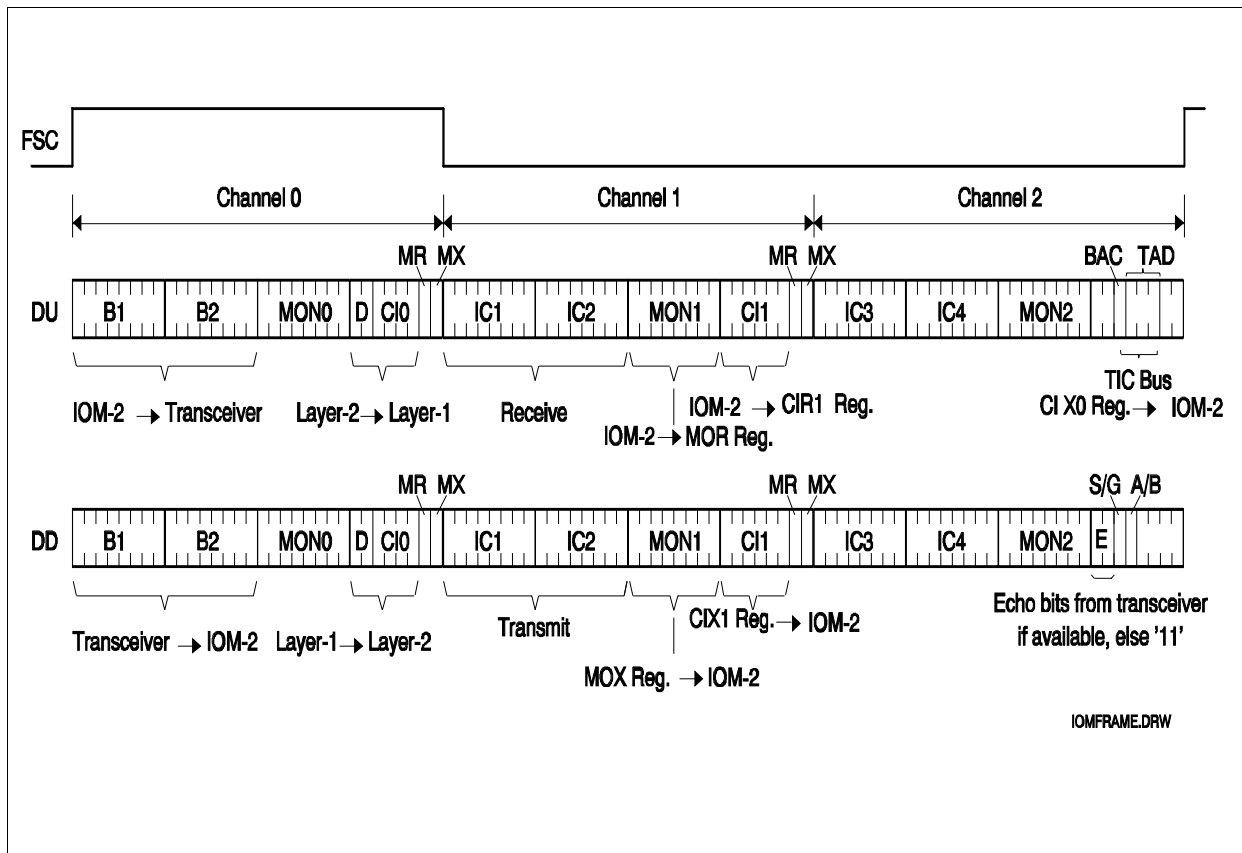 FSC
Channel 0 Channel 1 Channel 2
MR MX MR MX BAC TAD
DU B1 B2 MON0 D CI0 IC1 IC2 MON1 CI1 IC3 IC4 MON2
IOM-2 → Transceiver Layer-2 → Layer-1 Receive IOM-2 → CIR1 Reg. TIC Bus
IOM-2 → MOR Reg. CI X0 Reg. → IOM-2
MR MX MR MX S/G A/B
DD B1 B2 MON0 D CI0 IC1 IC2 MON1 CI1 IC3 IC4 MON2 E
Transceiver → IOM-2 Layer-1 → Layer-2 Transmit CIX1 Reg. → IOM-2 Echo bits from transceiver
if available, else '11'
MOX Reg. → IOM-2
IOMFRAME.DRW